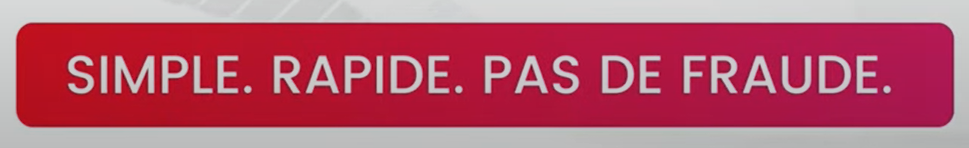 SIMPLE. RAPIDE. PAS DE FRAUDE.